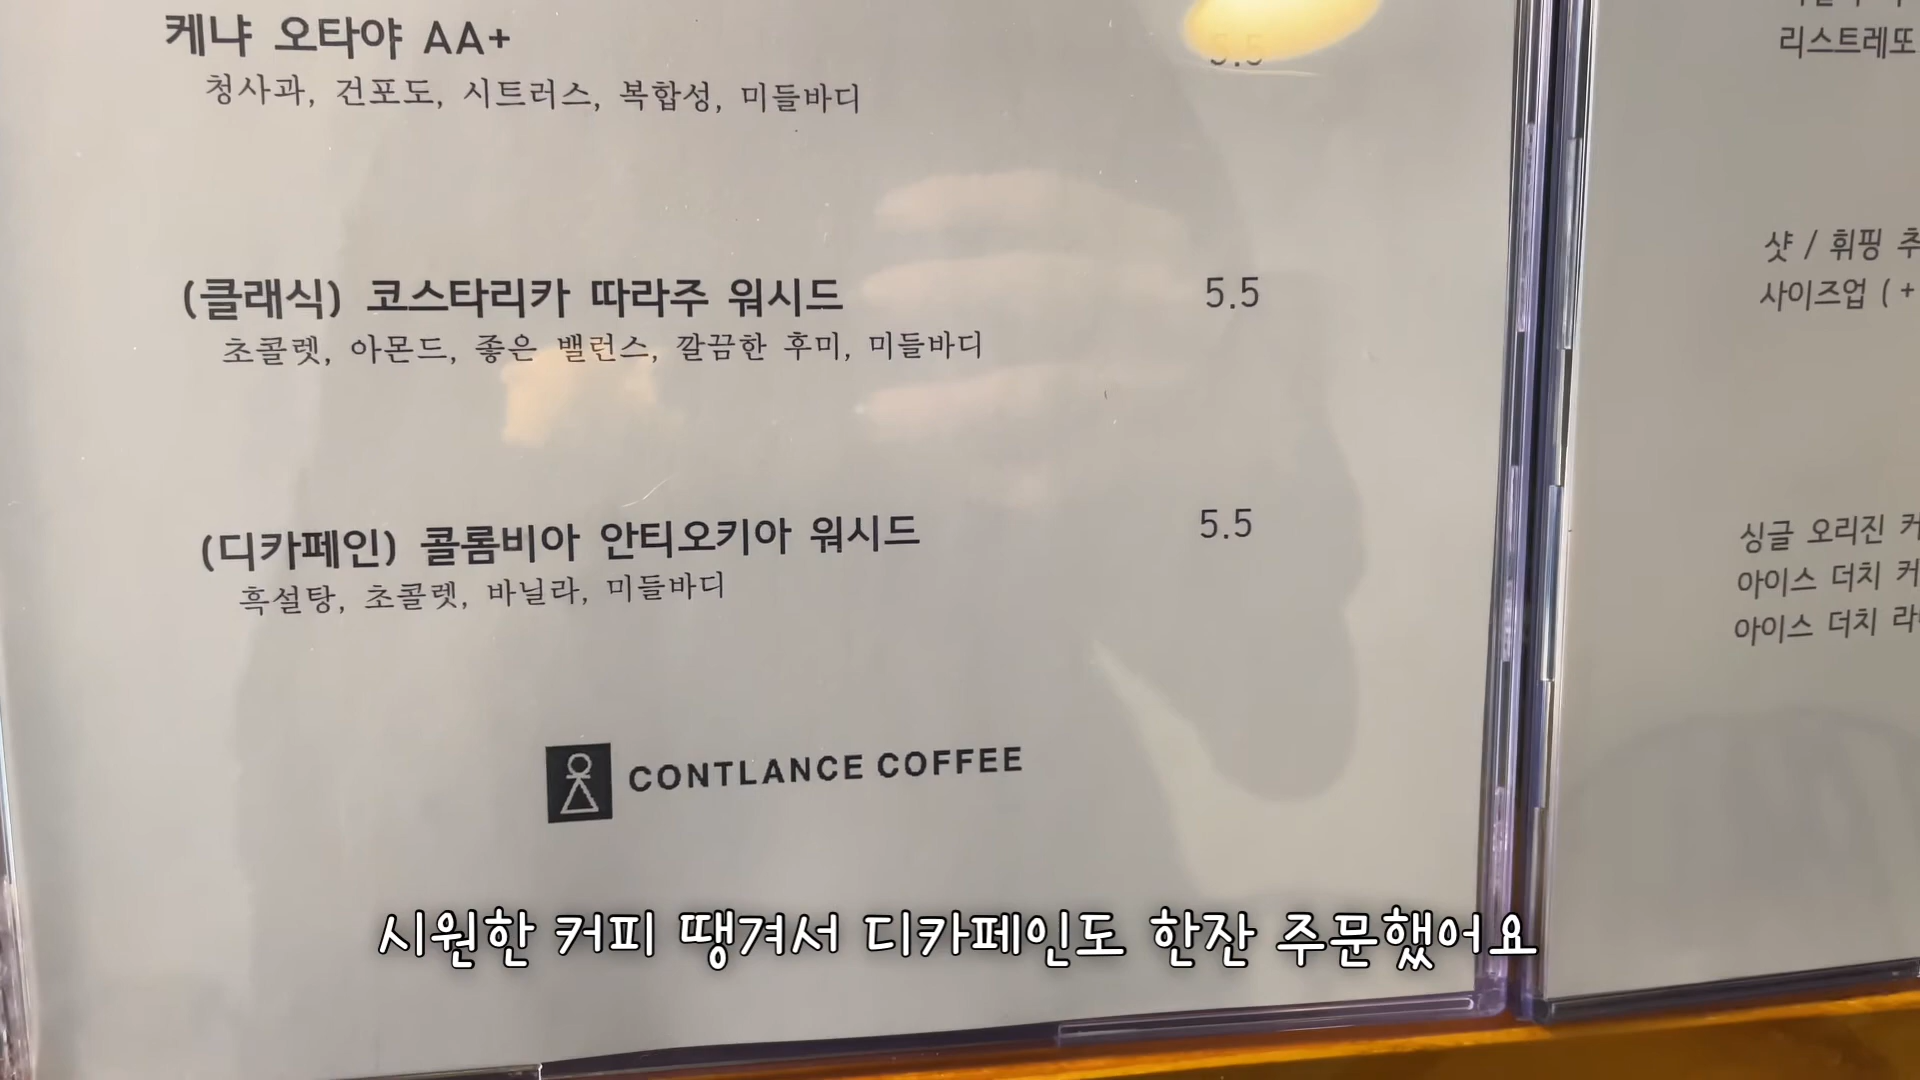 케냐 오타야 AA+ 5.5
청사과, 건포도, 시트러스, 복합성, 미들바디
(클래식) 코스타리카 따라주 워시드 5.5
초콜렛, 아몬드, 좋은 밸런스, 깔끔한 후미, 미들바디
(디카페인) 콜롬비아 안티오키아 워시드 5.5
흑설탕, 초콜렛, 바닐라, 미들바디
CONTLANCE COFFEE
리스트레또
샷 / 휘핑 추
사이즈업 ( +
싱글 오리진 커
아이스 더치 커
아이스 더치 라
시원한 커피 땡겨서 디카페인도 한잔 주문했어요